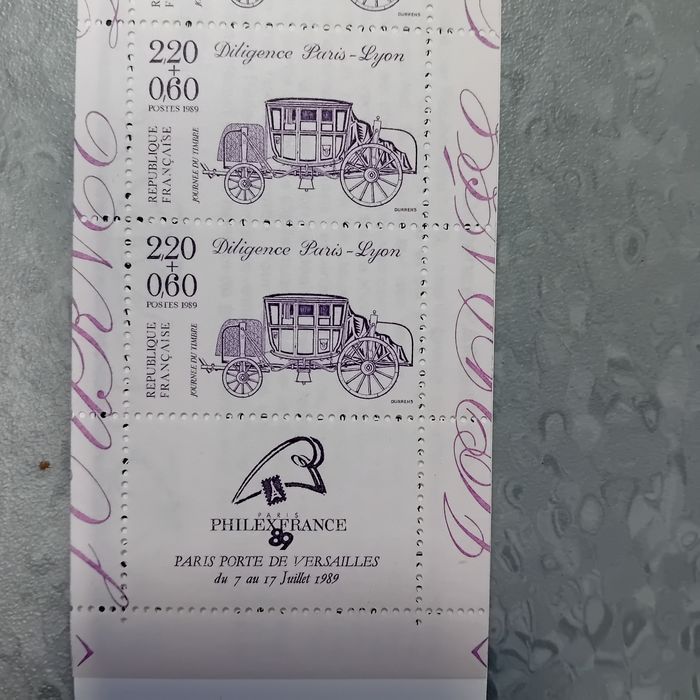 DURRENS
2,20
+
0,60
POSTES 1989
Diligence Paris-Lyon
REPUBLIQUE
FRANÇAISE
JOURNÉE DU TIMBRE
DURRENS
2,20
+
0,60
POSTES 1989
Diligence Paris-Lyon
REPUBLIQUE
FRANÇAISE
JOURNÉE DU TIMBRE
DURRENS
PARIS
PHILEXFRANCE
89
PARIS PORTE DE VERSAILLES
du 7 au 17 Juillet 1989